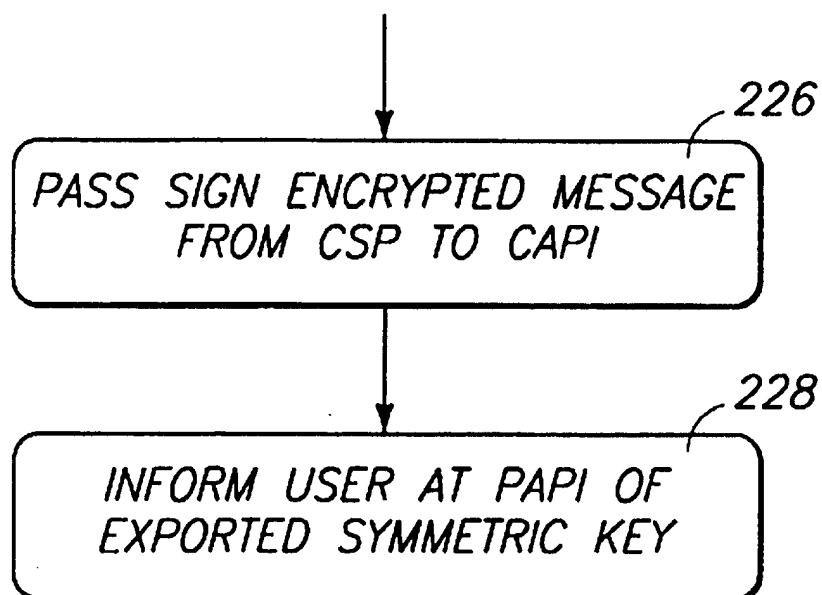 226
PASS SIGN ENCRYPTED MESSAGE
FROM CSP TO CAPI
228
INFORM USER AT PAPI OF
EXPORTED SYMMETRIC KEY